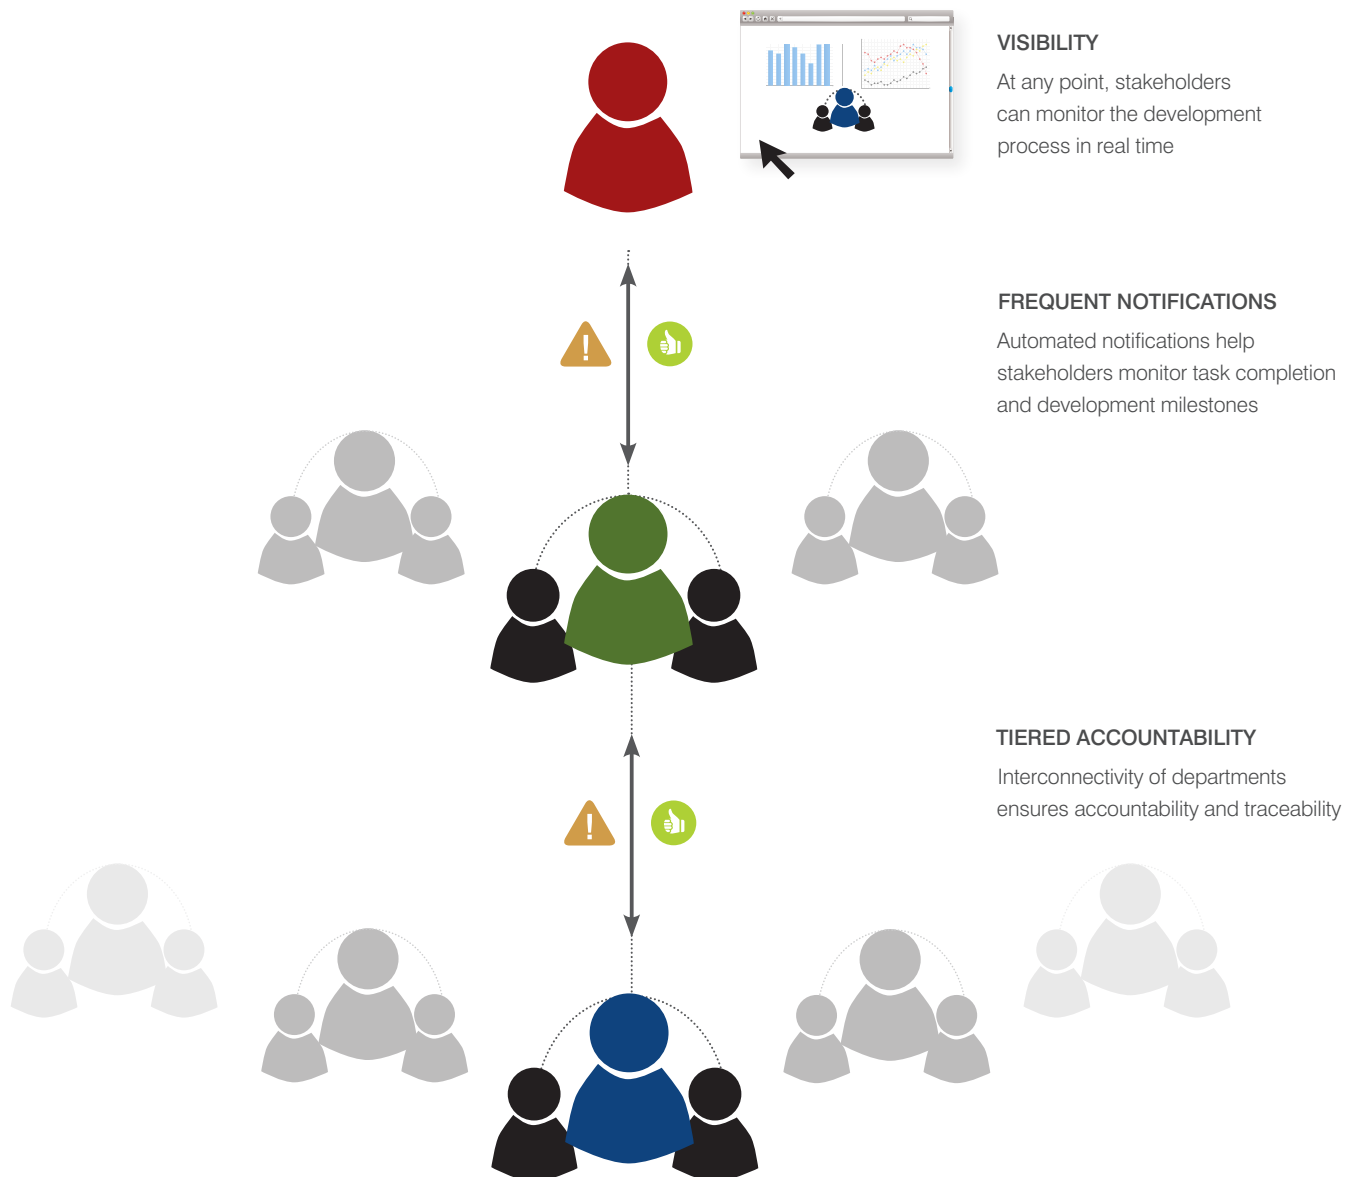 VISIBILITY
At any point, stakeholders
can monitor the development
process in real time
FREQUENT NOTIFICATIONS
Automated notifications help
stakeholders monitor task completion
and development milestones
TIERED ACCOUNTABILITY
Interconnectivity of departments
ensures accountability and traceability